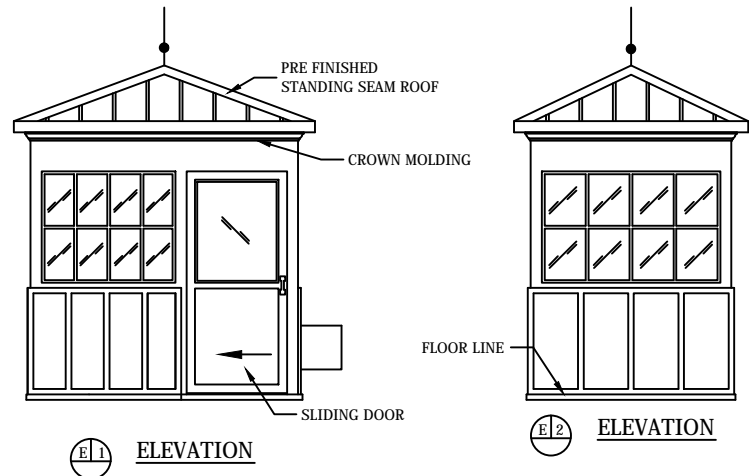 PRE FINISHED
STANDING SEAM ROOF
CROWN MOLDING
FLOOR LINE
SLIDING DOOR
E 1 ELEVATION
E 2 ELEVATION